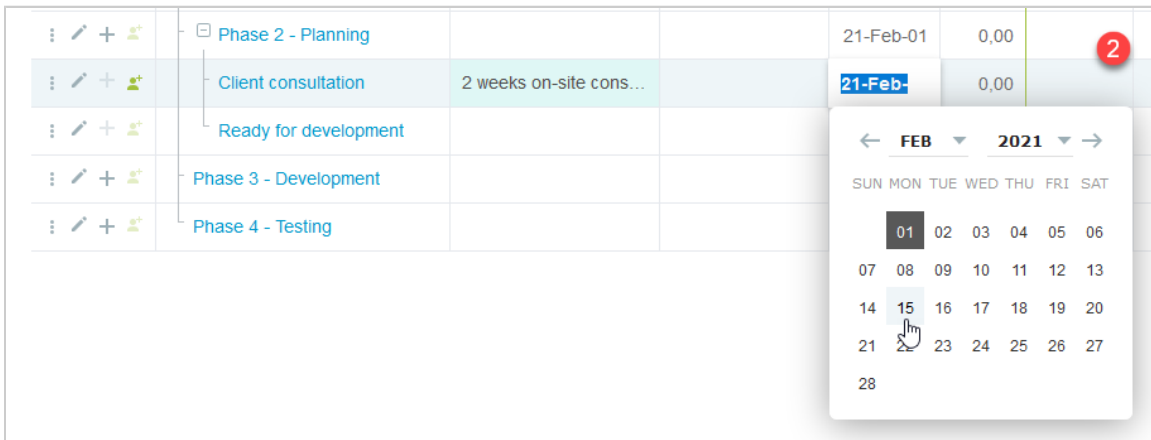 Phase 2 - Planning 21-Feb-01 0,00
2
Client consultation 2 weeks on-site cons... 21-Feb- 0,00
Ready for development
FEB 2021
Phase 3 - Development
SUN MON TUE WED THU FRI SAT
Phase 4 - Testing
01 02 03 04 05 06
07 08 09 10 11 12 13
14 15 16 17 18 19 20
21 22 23 24 25 26 27
28